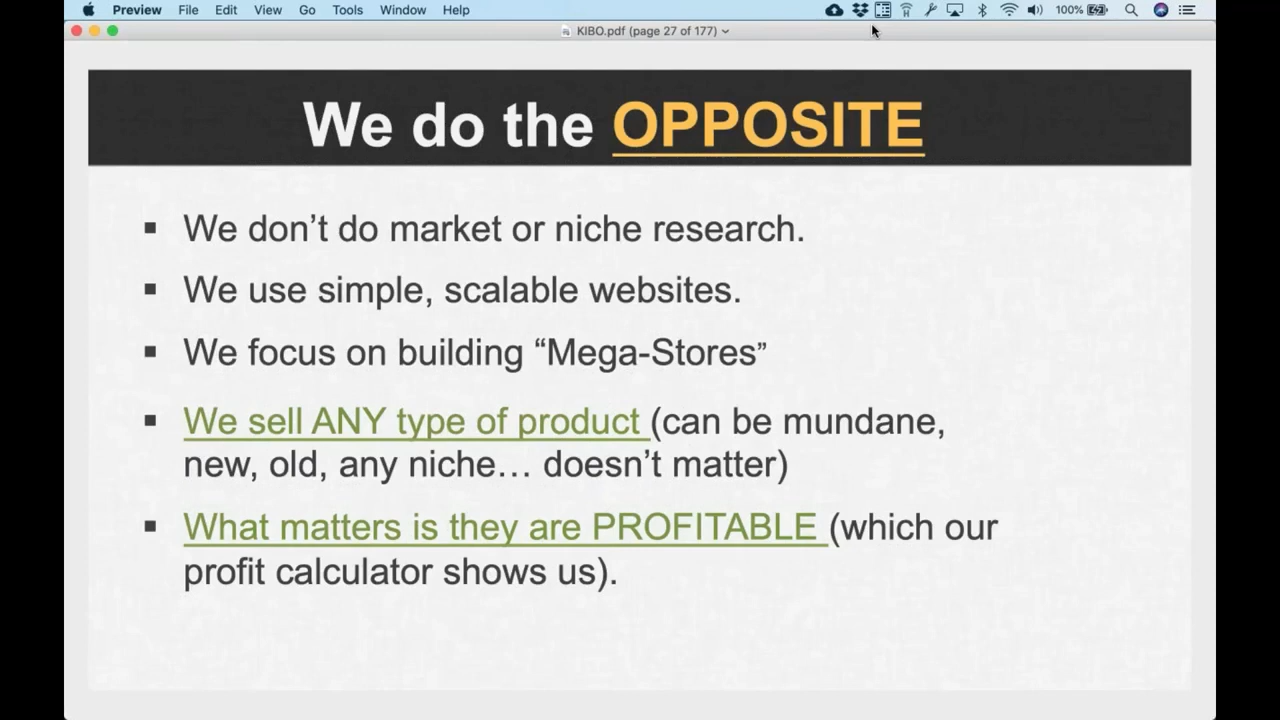 Preview File Edit View Go Tools Window Help 100%
KIBO.pdf (page 27 of 177)
We do the OPPOSITE
▪ We don’t do market or niche research.
▪ We use simple, scalable websites.
▪ We focus on building “Mega-Stores”
▪ We sell ANY type of product (can be mundane,
new, old, any niche… doesn’t matter)
▪ What matters is they are PROFITABLE (which our
profit calculator shows us).